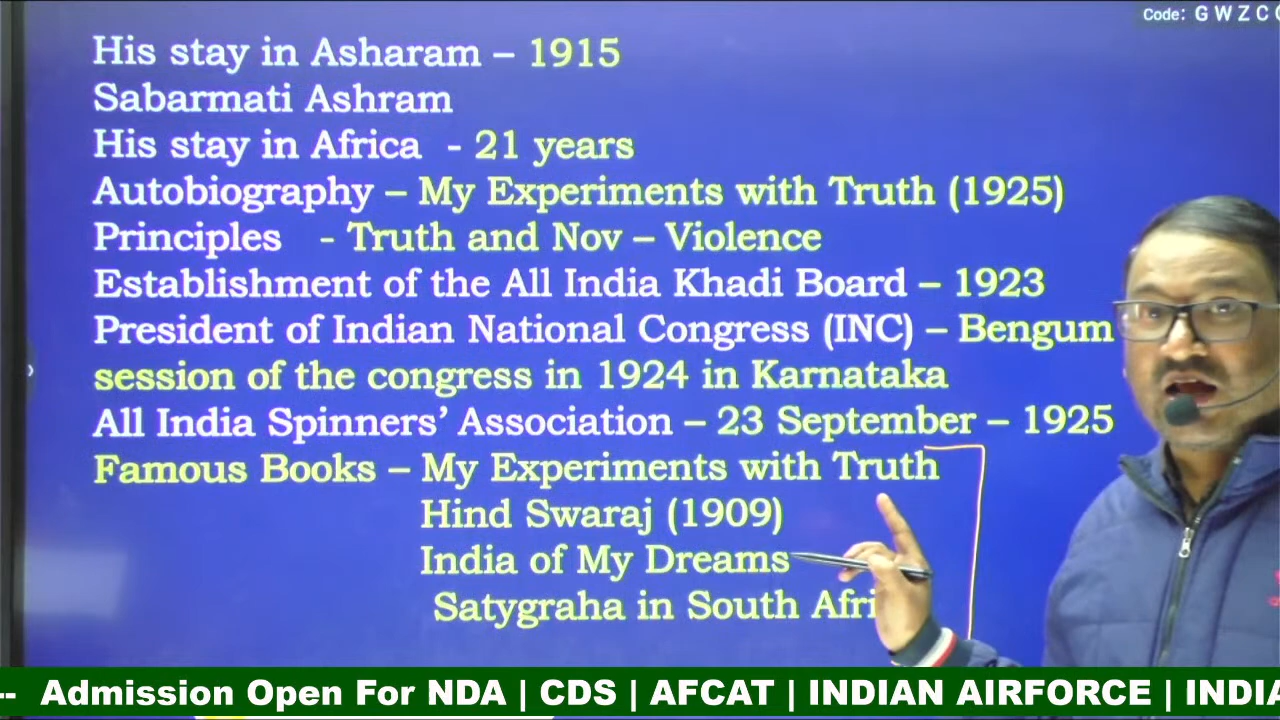 Code: G W Z C
His stay in Asharam – 1915
Sabarmati Ashram
His stay in Africa - 21 years
Autobiography – My Experiments with Truth (1925)
Principles - Truth and Nov – Violence
Establishment of the All India Khadi Board – 1923
President of Indian National Congress (INC) – Bengum
session of the congress in 1924 in Karnataka
All India Spinners’ Association – 23 September – 1925
Famous Books – My Experiments with Truth
Hind Swaraj (1909)
India of My Dreams
Satygraha in South Afri
-- Admission Open For NDA | CDS | AFCAT | INDIAN AIRFORCE | INDIA